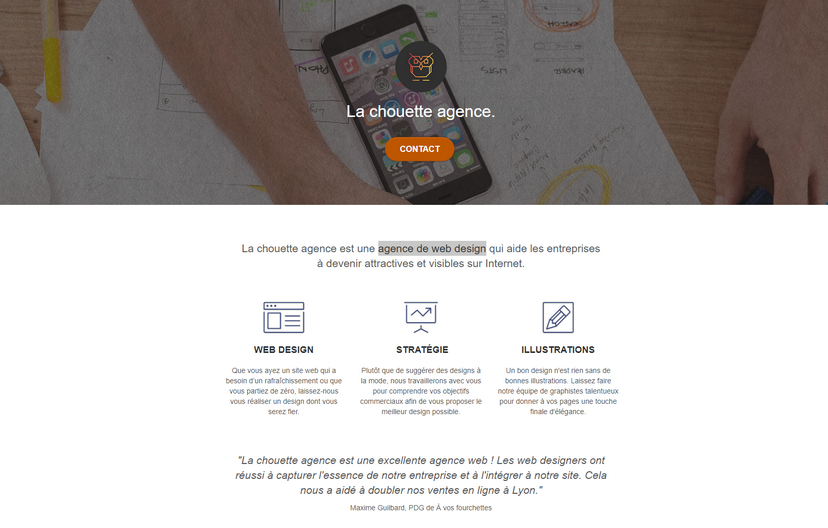 La chouette agence.
CONTACT
La chouette agence est une agence de web design qui aide les entreprises
à devenir attractives et visibles sur Internet.
WEB DESIGN
Que vous ayez un site web qui a
besoin d'un rafraîchissement ou que
vous partiez de zéro, laissez-nous
vous réaliser un design dont vous
serez fier.
STRATÉGIE
Plutôt que de suggérer des designs à
la mode, nous travaillerons avec vous
pour comprendre vos objectifs
commerciaux afin de vous proposer le
meilleur design possible.
ILLUSTRATIONS
Un bon design n'est rien sans de
bonnes illustrations. Laissez faire
notre équipe de graphistes talentueux
pour donner à vos pages une touche
finale d'élégance.
"La chouette agence est une excellente agence web ! Les web designers ont
réussi à capturer l'essence de notre entreprise et à l'intégrer à notre site. Cela
nous a aidé à doubler nos ventes en ligne à Lyon."
Maxime Guibard, PDG de À vos fourchettes